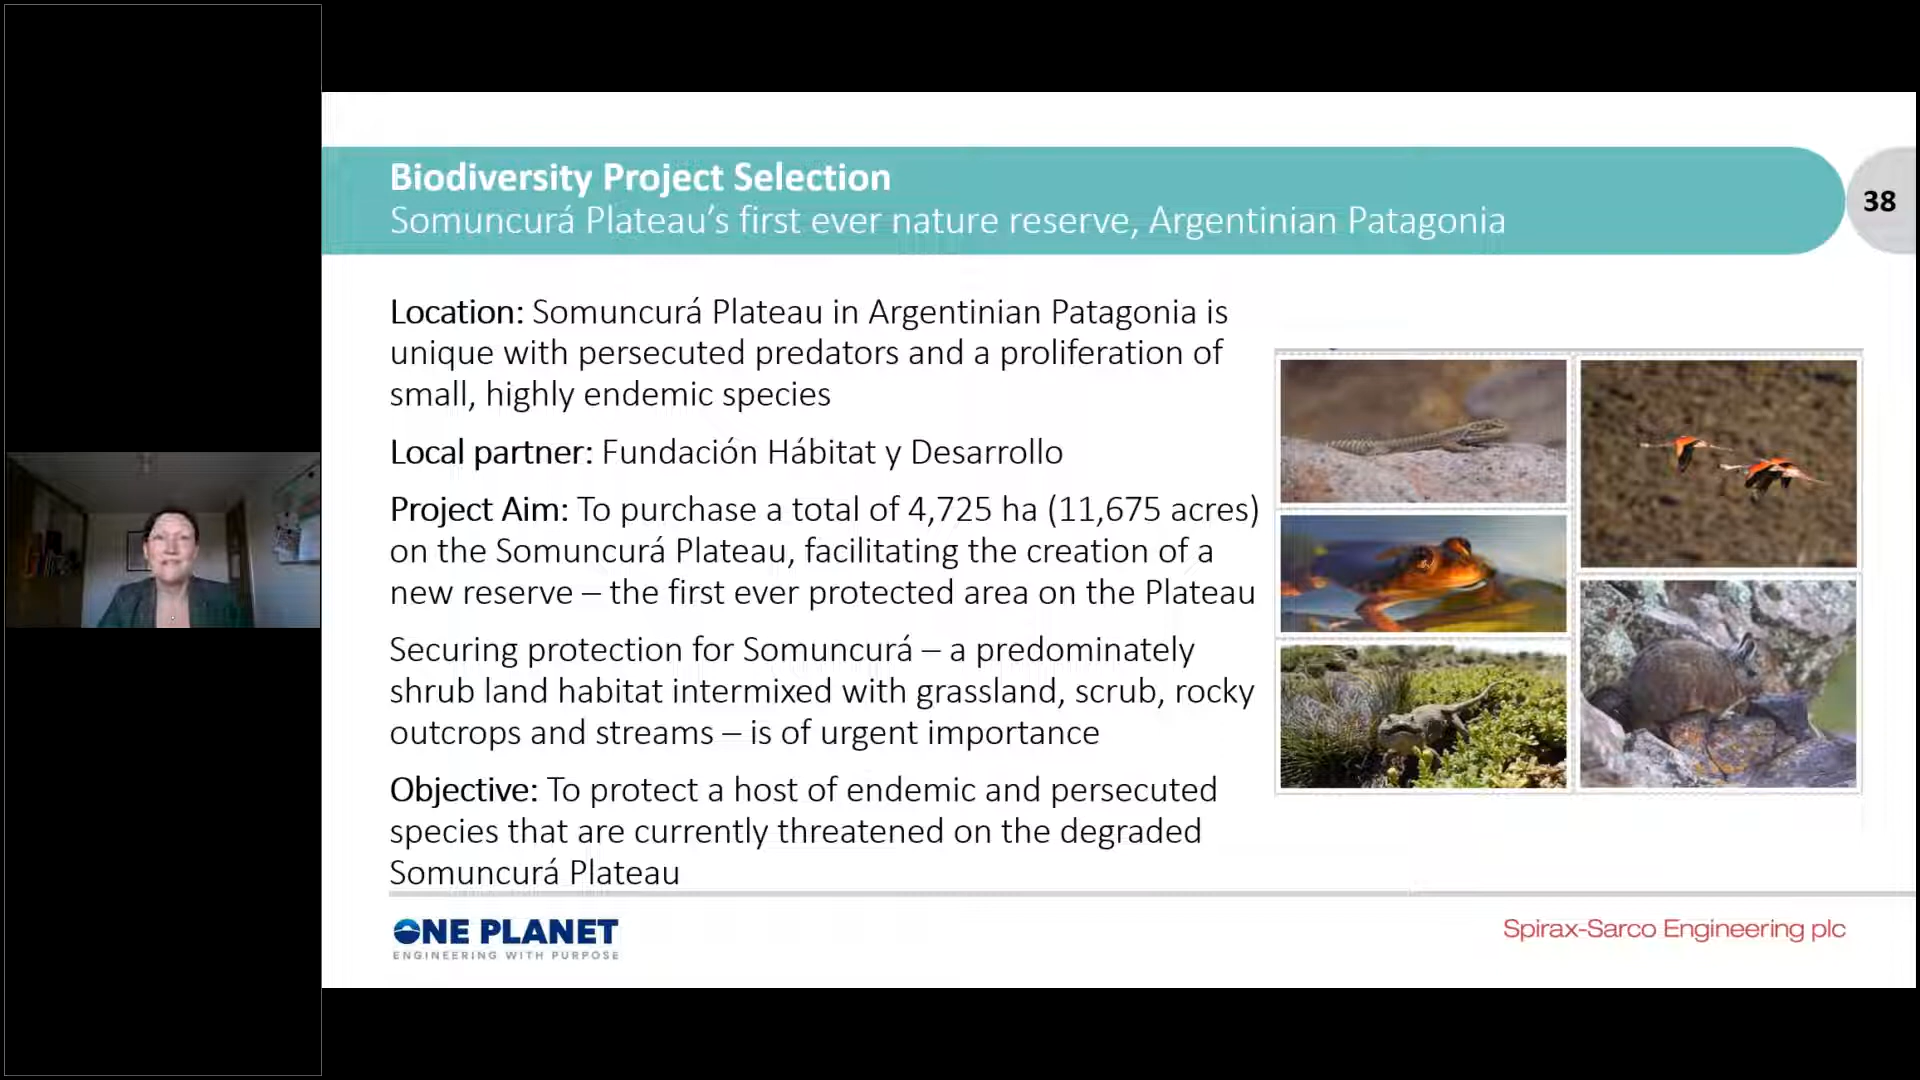 Biodiversity Project Selection
Somuncurá Plateau’s first ever nature reserve, Argentinian Patagonia
38
Location: Somuncurá Plateau in Argentinian Patagonia is
unique with persecuted predators and a proliferation of
small, highly endemic species
Local partner: Fundación Hábitat y Desarrollo
Project Aim: To purchase a total of 4,725 ha (11,675 acres)
on the Somuncurá Plateau, facilitating the creation of a
new reserve – the first ever protected area on the Plateau
Securing protection for Somuncurá – a predominately
shrub land habitat intermixed with grassland, scrub, rocky
outcrops and streams – is of urgent importance
Objective: To protect a host of endemic and persecuted
species that are currently threatened on the degraded
Somuncurá Plateau
ONE PLANET
ENGINEERING WITH PURPOSE
Spirax-Sarco Engineering plc